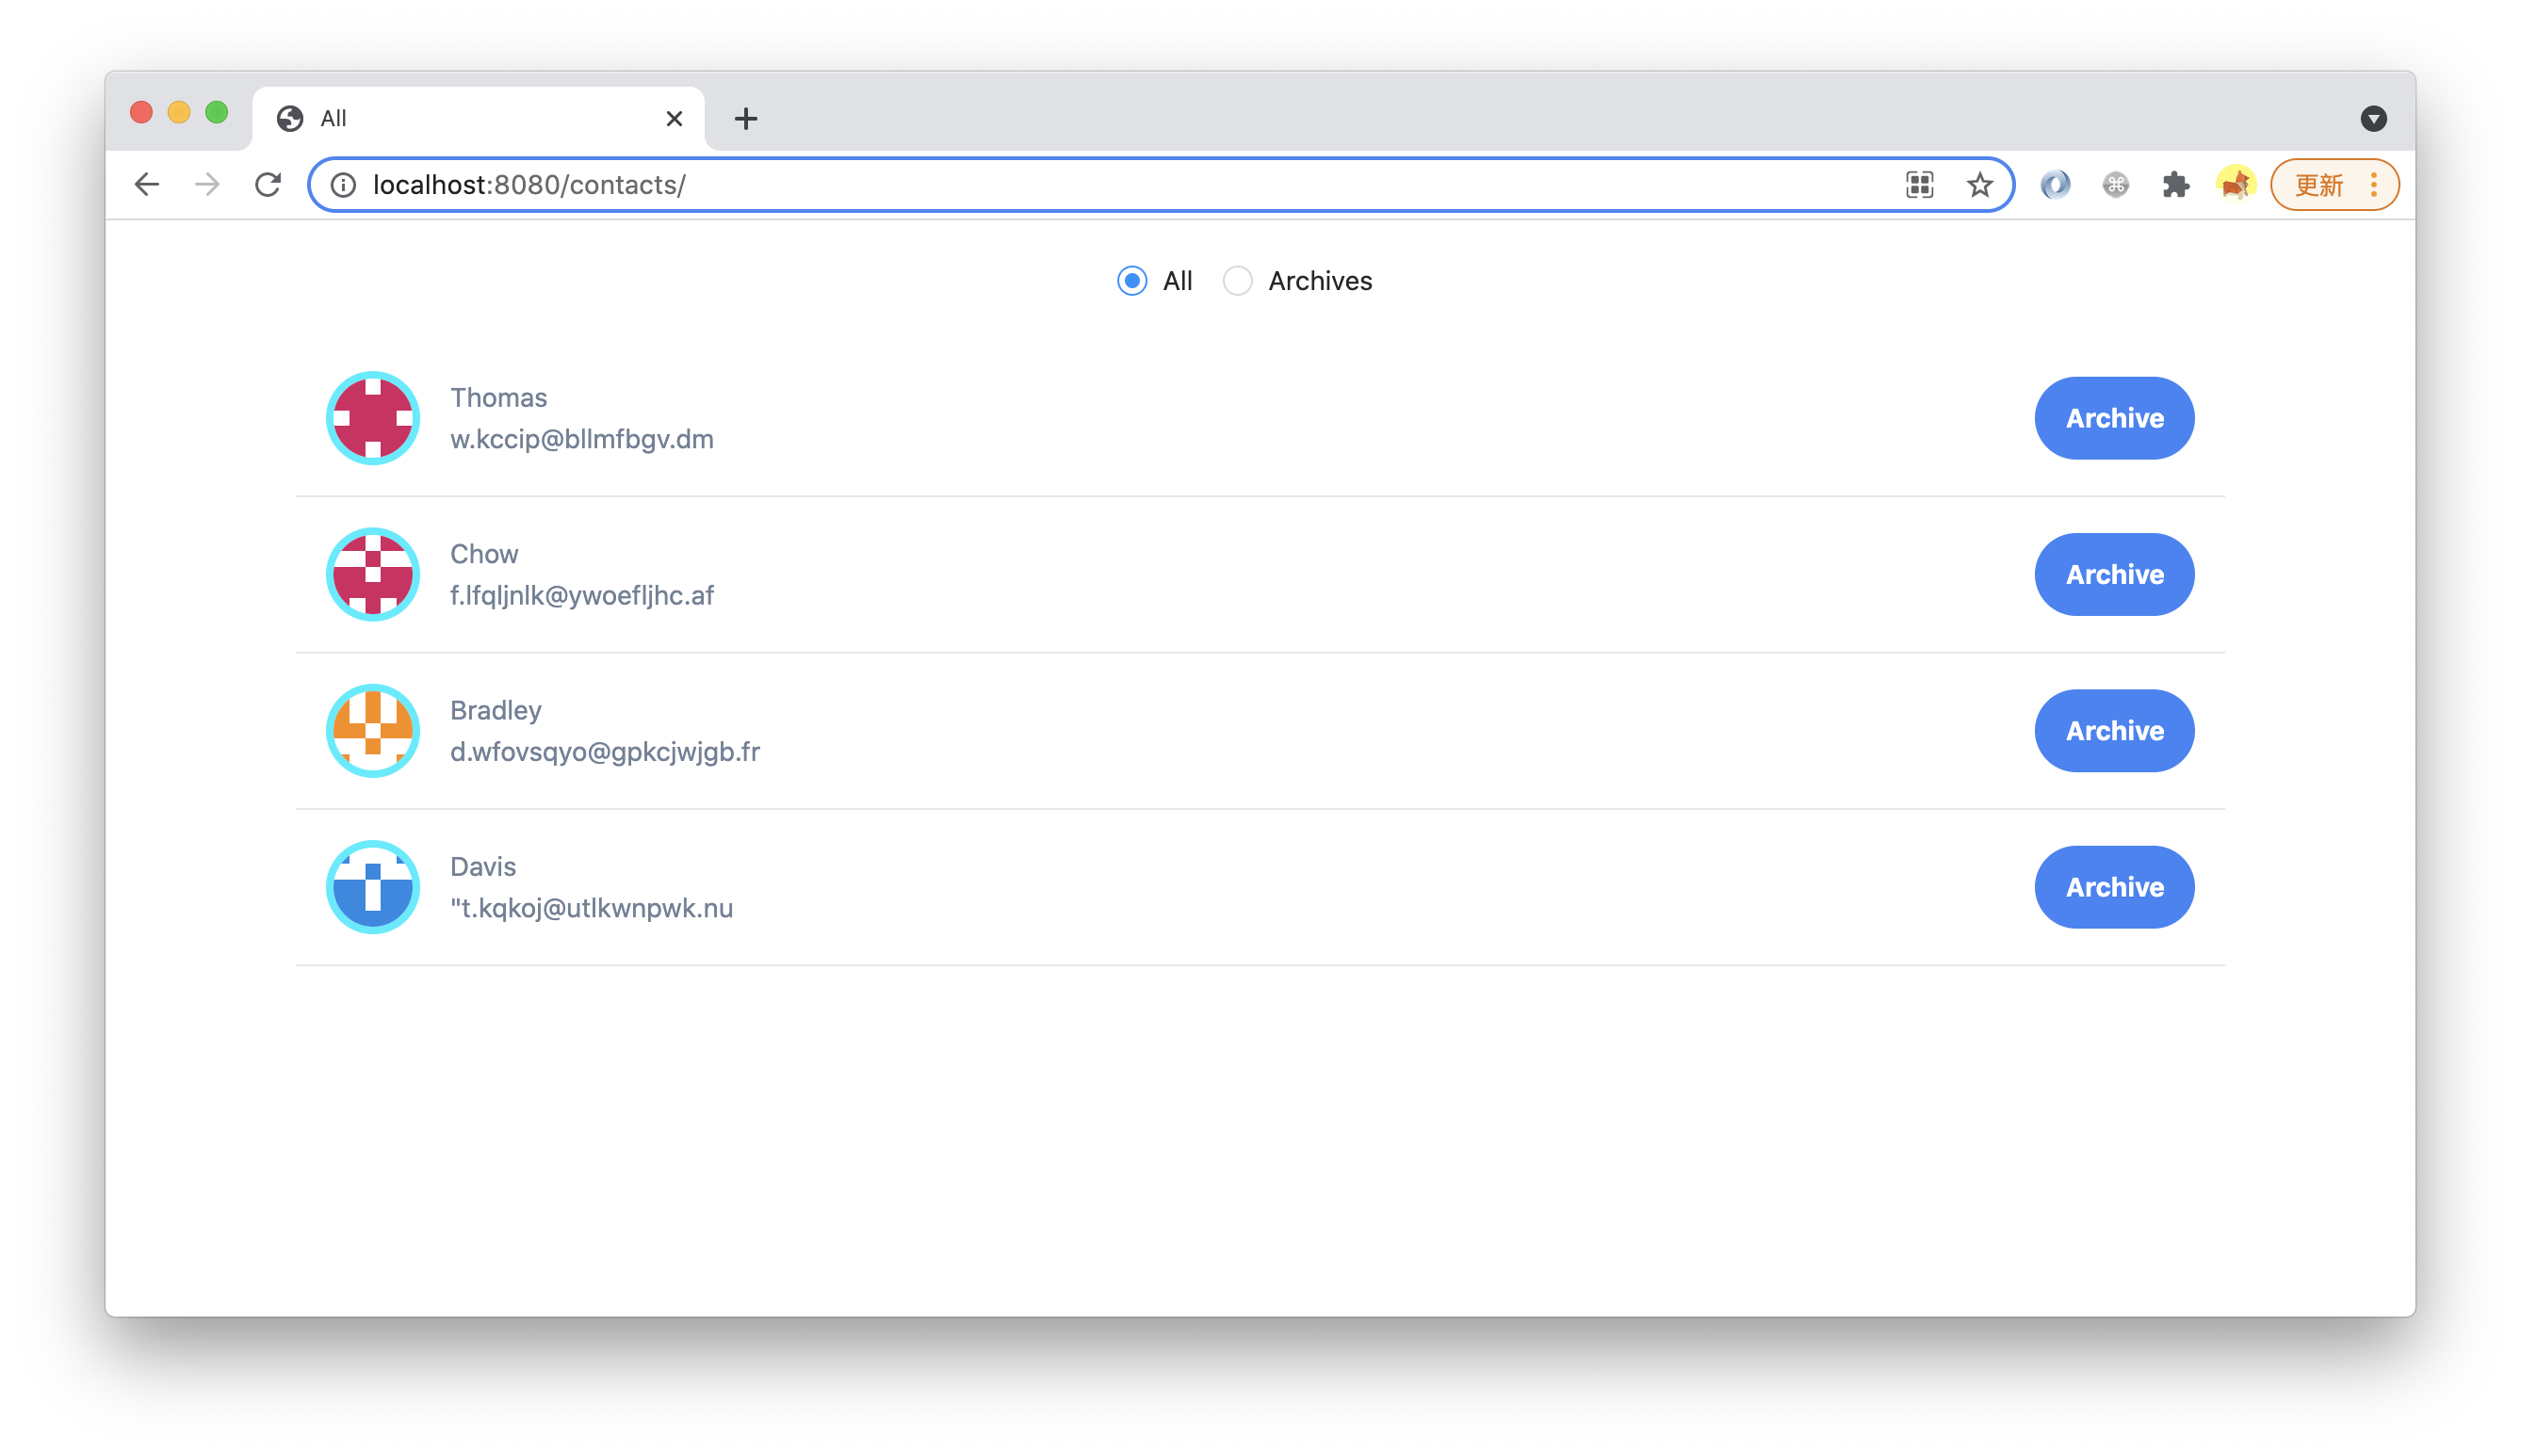 All
localhost:8080/contacts/
更新
All Archives
Thomas
w.kccip@bllmfbgv.dm
Archive
Chow
f.lfqljnlk@ywoefljhc.af
Archive
Bradley
d.wfovsqyo@gpkcjwjgb.fr
Archive
Davis
"t.kqkoj@utlkwnpwk.nu
Archive